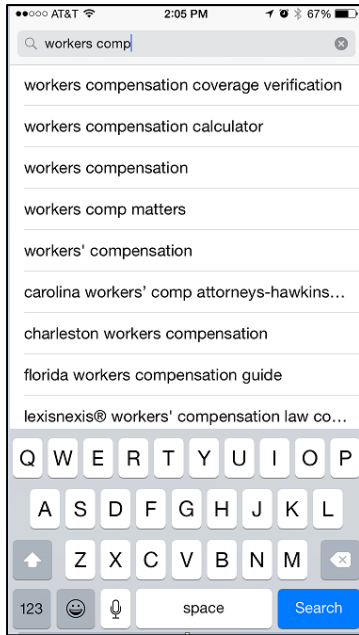 AT&T 2:05 PM 67%
workers comp
workers compensation coverage verification
workers compensation calculator
workers compensation
workers comp matters
workers' compensation
carolina workers' comp attorneys-hawkins...
charleston workers compensation
florida workers compensation guide
lexisnexis® workers' compensation law co...
Q W E R T Y U I O P
A S D F G H J K L
Z X C V B N M
123 space Search